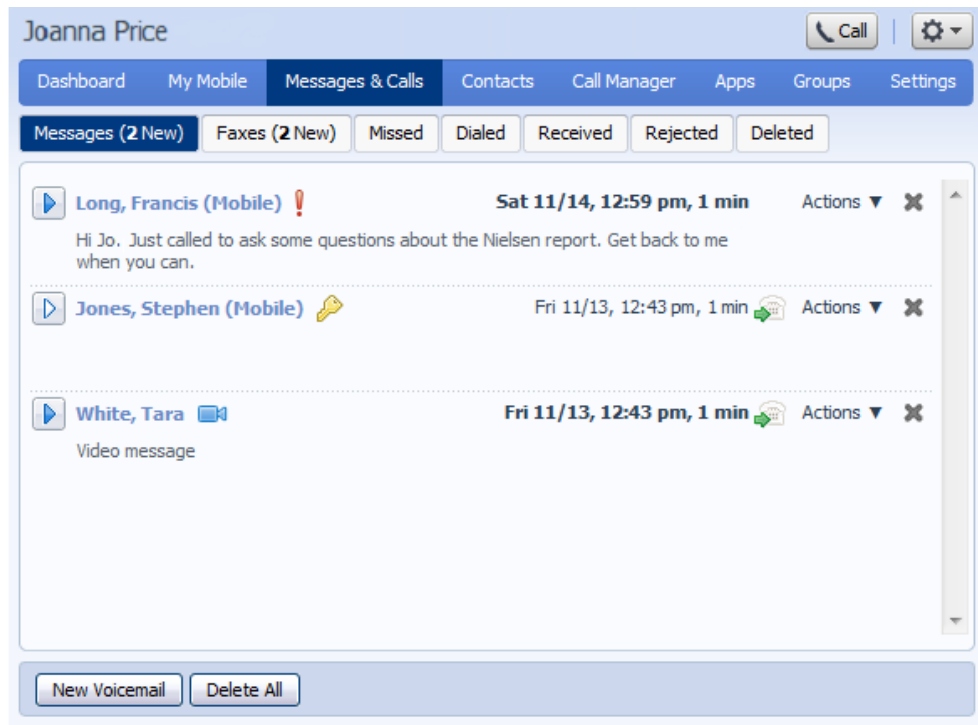 Joanna Price
Call
Dashboard My Mobile Messages & Calls Contacts Call Manager Apps Groups Settings
Messages (2 New) Faxes (2 New) Missed Dialed Received Rejected Deleted
Long, Francis (Mobile) Sat 11/14, 12:59 pm, 1 min Actions ▼
Hi Jo. Just called to ask some questions about the Nielsen report. Get back to me
when you can.
Jones, Stephen (Mobile) Fri 11/13, 12:43 pm, 1 min Actions ▼
White, Tara Fri 11/13, 12:43 pm, 1 min Actions ▼
Video message
New Voicemail Delete All